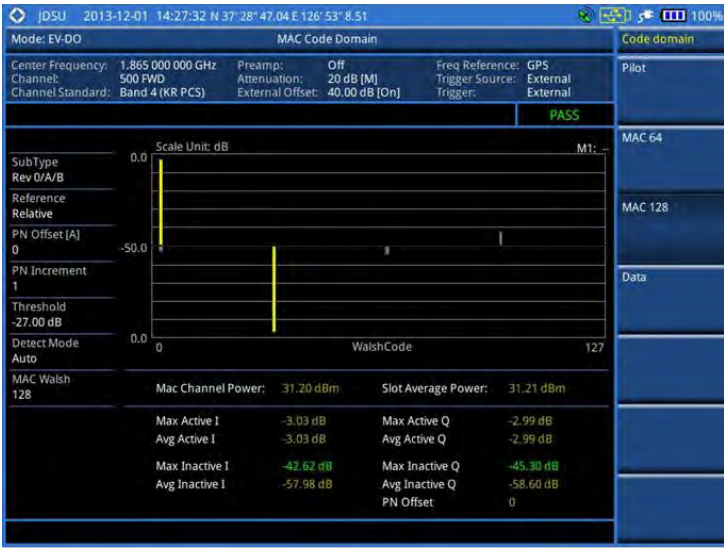 JDSU 2013-12-01 14:27:32 N 37° 28" 47.04 E 126° 53" 8.51 100%
Mode: EV-DO MAC Code Domain Code domain
Center Frequency: 1.865 000 000 GHz Preamp: Off Freq Reference: GPS
Channel: 500 FWD Attenuation: 20 dB [M] Trigger Source: External
Channel Standard: Band 4 (KR PCS) External Offset: 40.00 dB [On] Trigger: External
Pilot
PASS
MAC 64
Scale Unit: dB M1: --
0.0
SubType
Rev 0/A/B
Reference
Relative
MAC 128
PN Offset [A]
0
-50.0
PN Increment
1
Data
Threshold
-27.00 dB
Detect Mode
Auto
0.0
0 WalshCode 127
MAC Walsh
128
Mac Channel Power: 31.20 dBm Slot Average Power: 31.21 dBm
Max Active I -3.03 dB Max Active Q -2.99 dB
Avg Active I -3.03 dB Avg Active Q -2.99 dB
Max Inactive I -42.62 dB Max Inactive Q -45.30 dB
Avg Inactive I -57.98 dB Avg Inactive Q -58.60 dB
PN Offset 0